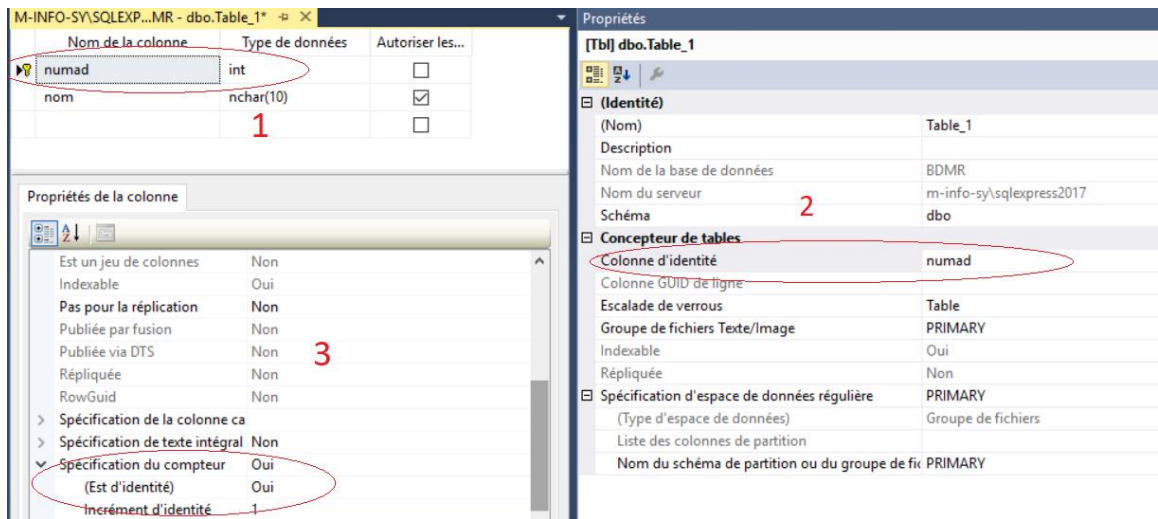 M-INFO-SY\SQLEXP...MR - dbo.Table_1*
Nom de la colonne Type de données Autoriser les...
numad int
nom nchar(10)
1
Propriétés de la colonne
Est un jeu de colonnes Non
Indexable Oui
Pas pour la réplication Non
Publiée par fusion Non
Publiée via DTS Non
3
Répliquée Non
RowGuid Non
Spécification de la colonne ca
Spécification de texte intégral Non
Spécification du compteur Oui
(Est d'identité) Oui
Incrément d'identité 1
Propriétés
[Tbl] dbo.Table_1
(Identité)
(Nom) Table_1
Description
Nom de la base de données BDMR
Nom du serveur m-info-sy\sqlexpress2017
2
Schéma dbo
Concepteur de tables
Colonne d'identité numad
Colonne GUID de ligne
Escalade de verrous Table
Groupe de fichiers Texte/Image PRIMARY
Indexable Oui
Répliquée Non
Spécification d'espace de données régulière PRIMARY
(Type d'espace de données) Groupe de fichiers
Liste des colonnes de partition
Nom du schéma de partition ou du groupe de fic PRIMARY